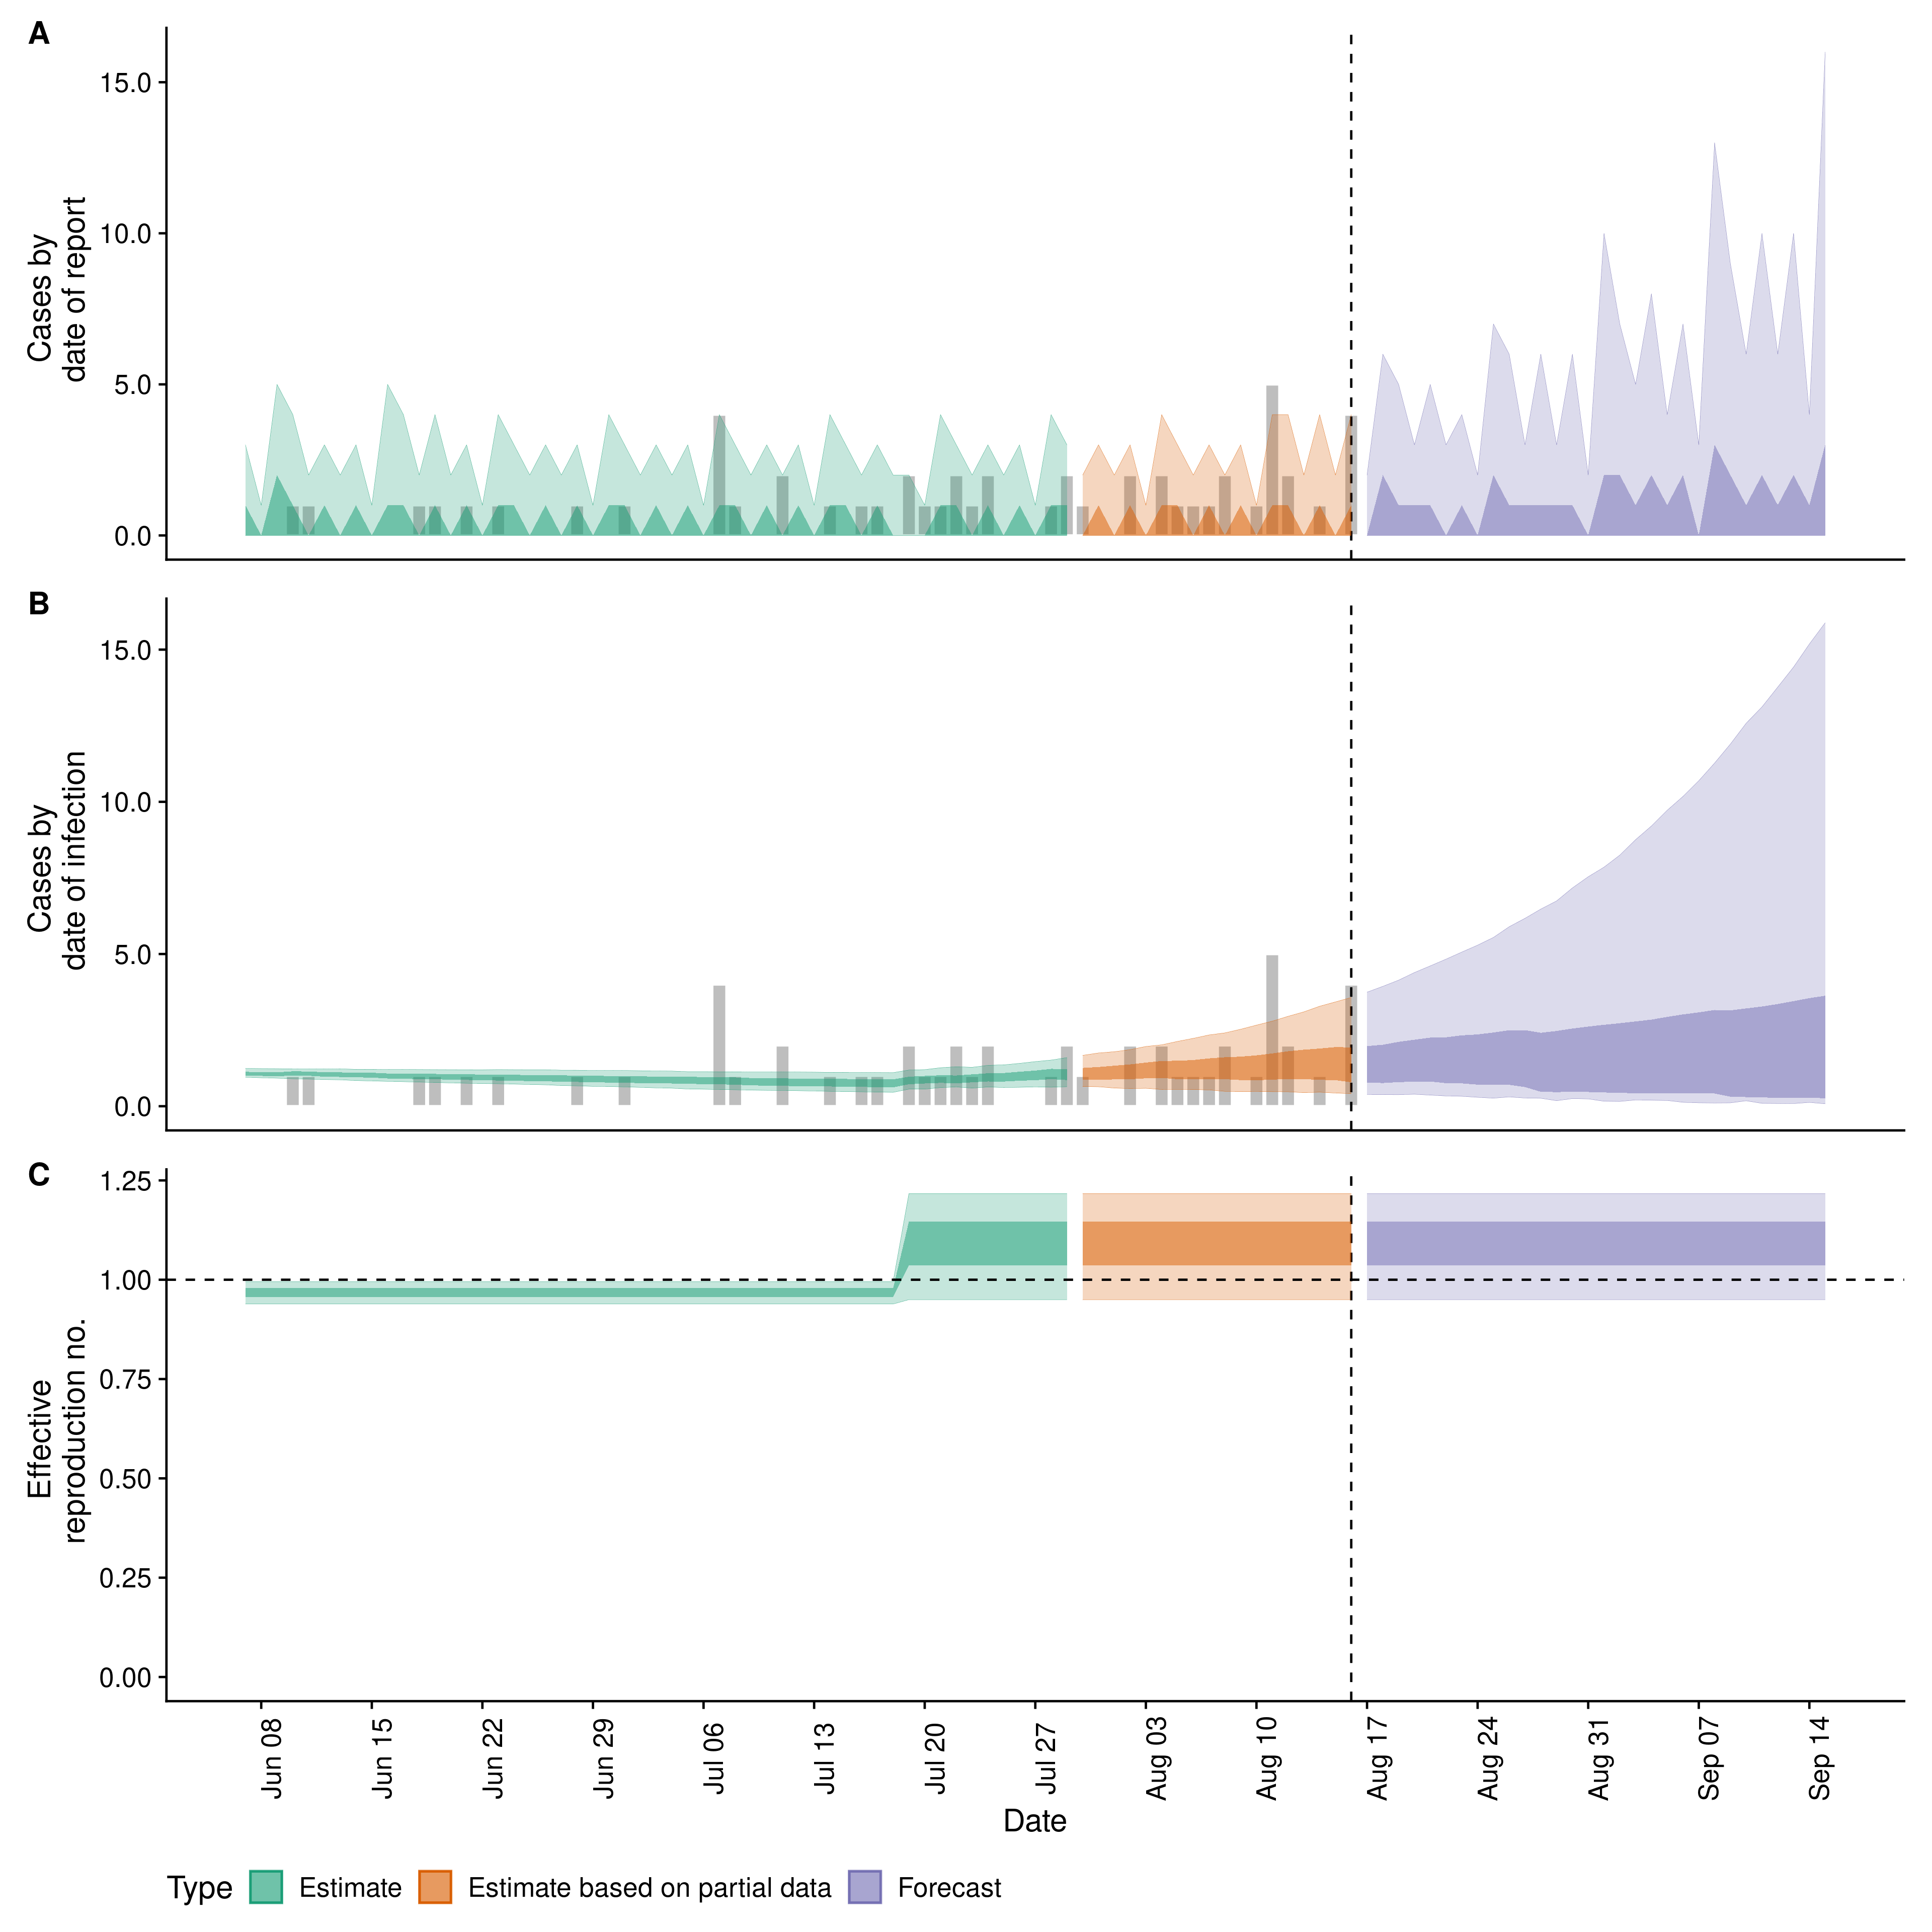 A
15.0
10.0
5.0
0.0
Cases by
date of report
B
15.0
10.0
5.0
0.0
Cases by
date of infection
C
1.25
1.00
0.75
0.50
0.25
0.00
Effective
reproduction no.
Jun 08
Jun 15
Jun 22
Jun 29
Jul 06
Jul 13
Jul 20
Jul 27
Aug 03
Aug 10
Aug 17
Aug 24
Aug 31
Sep 07
Sep 14
Date
Type Estimate Estimate based on partial data Forecast